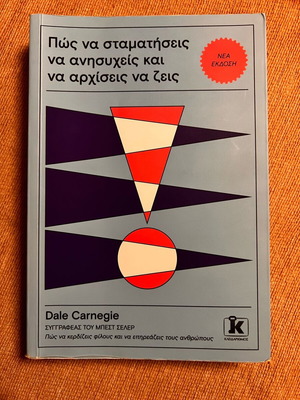 Πώς να σταματήσεις
να ανησυχείς και
να αρχίσεις να ζεις
ΝΕΑ
ΕΚΔΟΣΗ
Dale Carnegie
ΣΥΓΓΡΑΦΕΑΣ ΤΟΥ ΜΠΕΣΤ ΣΕΛΕΡ
Πώς να κερδίζεις φίλους και να επηρεάζεις τους ανθρώπους
K
ΚΛΕΙΔΑΡΙΘΜΟΣ